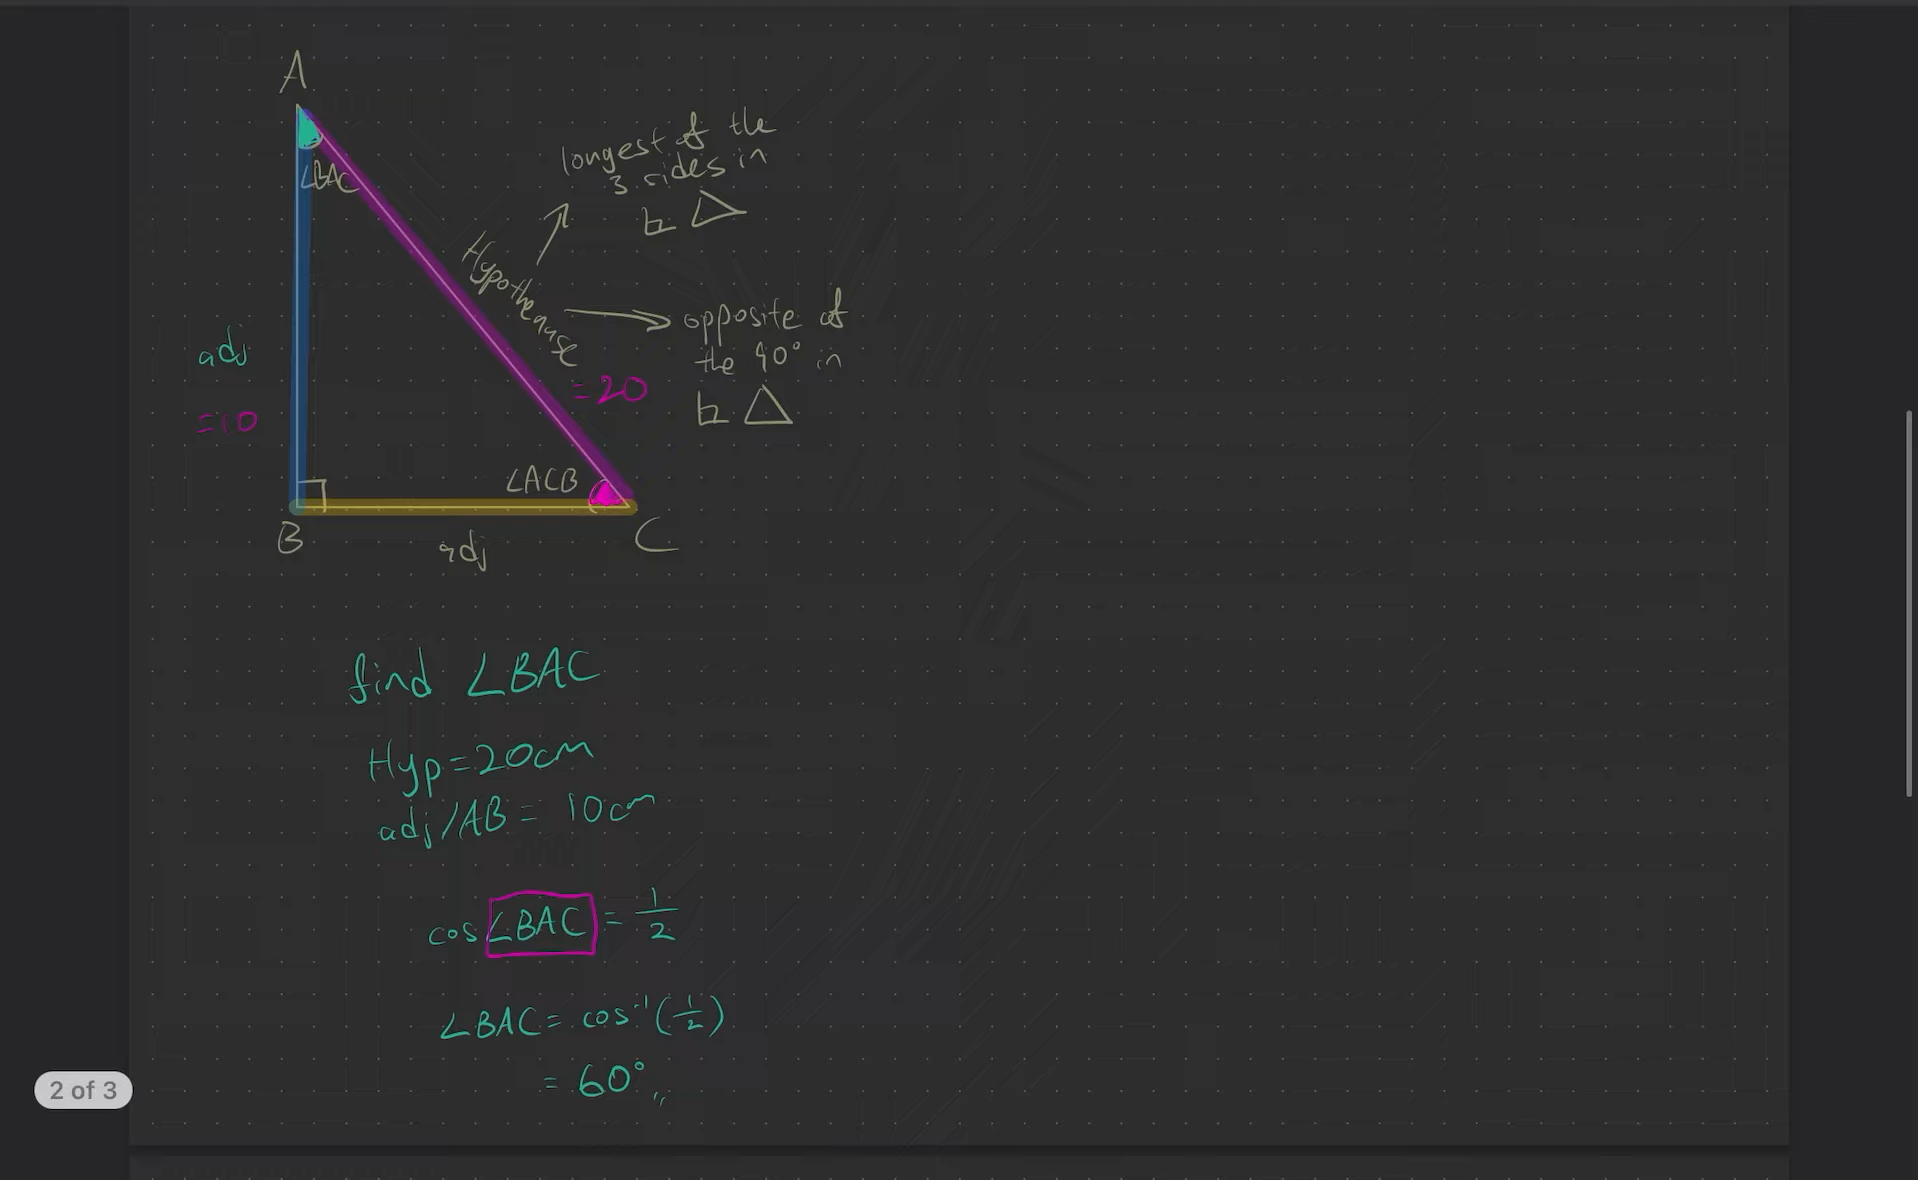 A
∠BAC
longest of the
3 sides in
△
Hypothenuse
= 20
opposite of
the 90° in
△
adj
= 10
∠ACB
B
adj
C
find ∠BAC
Hyp = 20cm
adj/AB = 10cm
cos ∠BAC = 1/2
∠BAC = cos⁻¹(1/2)
= 60°,,
2 of 3